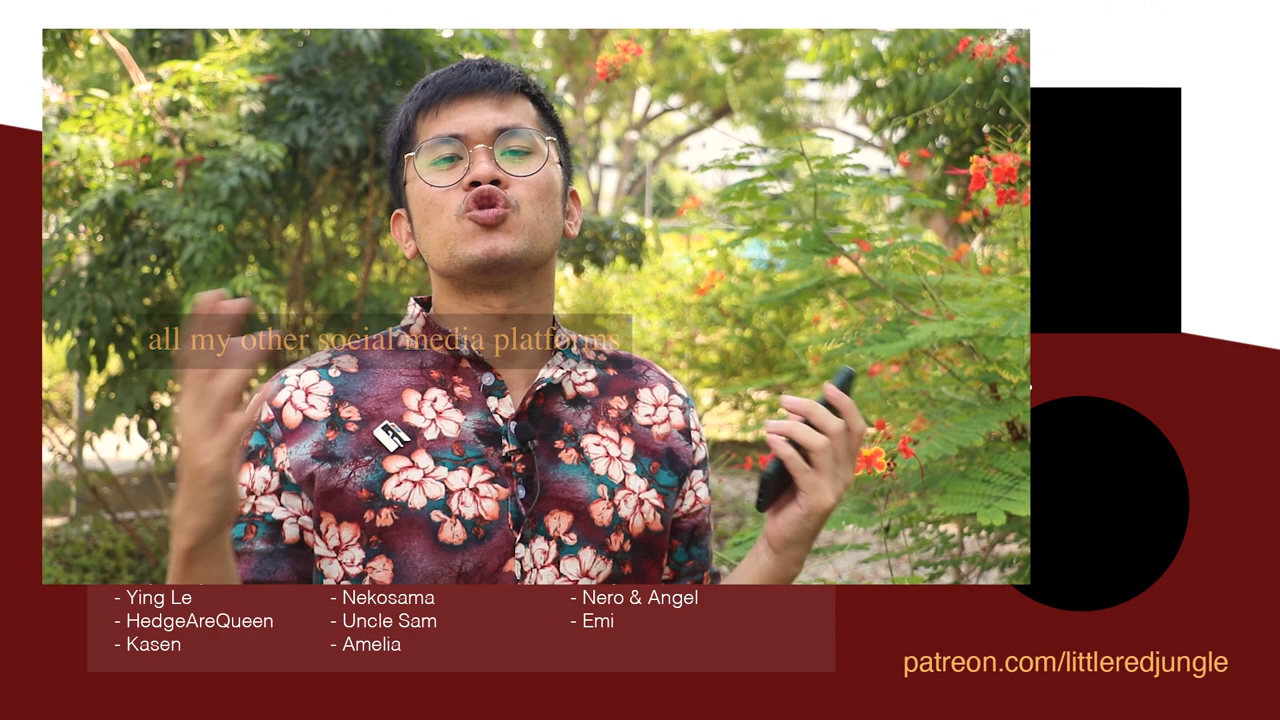 all my other social media platforms
- Ying Le
- HedgeAreQueen
- Kasen
- Nekosama
- Uncle Sam
- Amelia
- Nero & Angel
- Emi
patreon.com/littleredjungle